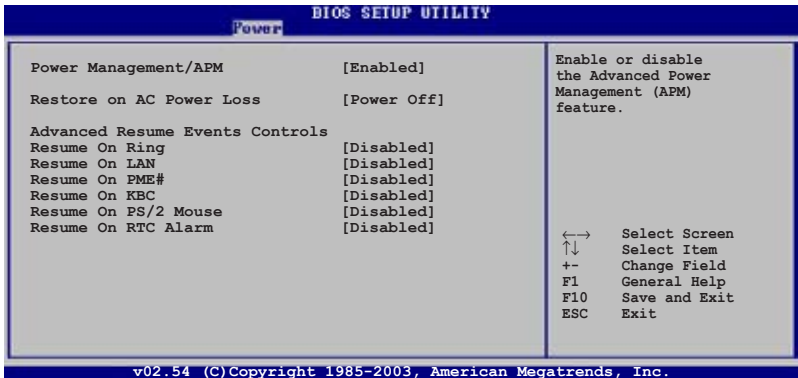 BIOS SETUP UTILITY
Power
Power Management/APM [Enabled]
Restore on AC Power Loss [Power Off]
Advanced Resume Events Controls
Resume On Ring [Disabled]
Resume On LAN [Disabled]
Resume On PME# [Disabled]
Resume On KBC [Disabled]
Resume On PS/2 Mouse [Disabled]
Resume On RTC Alarm [Disabled]
Enable or disable
the Advanced Power
Management (APM)
feature.
←→ Select Screen
↑↓ Select Item
+- Change Field
F1 General Help
F10 Save and Exit
ESC Exit
v02.54 (C)Copyright 1985-2003, American Megatrends, Inc.